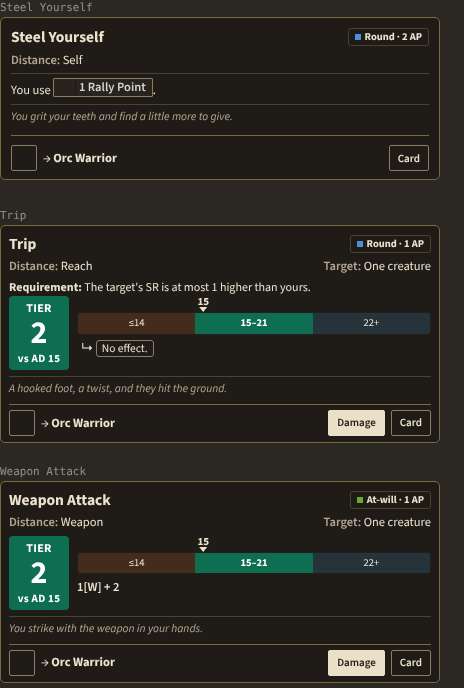 Steel Yourself
Steel Yourself
Round · 2 AP
Distance: Self
You use 1 Rally Point.
You grit your teeth and find a little more to give.
→ Orc Warrior
Card
Trip
Trip
Round · 1 AP
Distance: Reach
Target: One creature
Requirement: The target's SR is at most 1 higher than yours.
TIER
2
vs AD 15
15
≤14
15–21
22+
No effect.
A hooked foot, a twist, and they hit the ground.
→ Orc Warrior
Damage
Card
Weapon Attack
Weapon Attack
At-will · 1 AP
Distance: Weapon
Target: One creature
TIER
2
vs AD 15
15
≤14
15–21
22+
1[W] + 2
You strike with the weapon in your hands.
→ Orc Warrior
Damage
Card